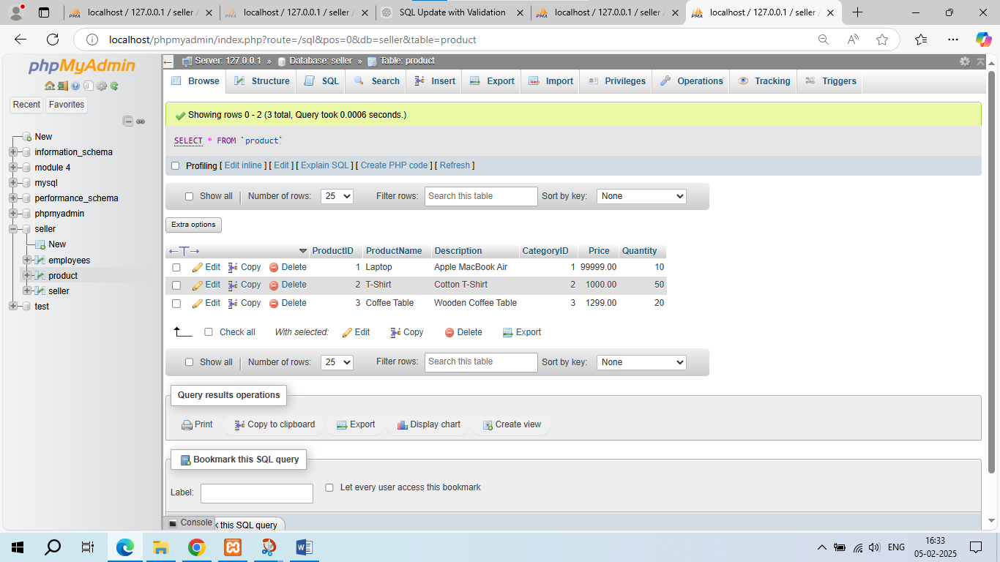 localhost / 127.0.0.1 / seller /
localhost / 127.0.0.1 / seller /
SQL Update with Validation
localhost / 127.0.0.1 / seller /
localhost / 127.0.0.1 / seller /
localhost/phpmyadmin/index.php?route=/sql&pos=0&db=seller&table=product
phpMyAdmin
Recent Favorites
New
information_schema
module 4
mysql
performance_schema
phpmyadmin
seller
New
employees
product
seller
test
Server: 127.0.0.1 » Database: seller » Table: product
Browse Structure SQL Search Insert Export Import Privileges Operations Tracking Triggers
Showing rows 0 - 2 (3 total, Query took 0.0006 seconds.)
SELECT * FROM `product`
Profiling [ Edit inline ] [ Edit ] [ Explain SQL ] [ Create PHP code ] [ Refresh ]
Show all | Number of rows: 25 Filter rows: Search this table Sort by key: None
Extra options
←T→ ProductID ProductName Description CategoryID Price Quantity
Edit Copy Delete 1 Laptop Apple MacBook Air 1 99999.00 10
Edit Copy Delete 2 T-Shirt Cotton T-Shirt 2 1000.00 50
Edit Copy Delete 3 Coffee Table Wooden Coffee Table 3 1299.00 20
Check all With selected: Edit Copy Delete Export
Show all | Number of rows: 25 Filter rows: Search this table Sort by key: None
Query results operations
Print Copy to clipboard Export Display chart Create view
Bookmark this SQL query
Label: Let every user access this bookmark
Console k this SQL query
ENG
16:33
05-02-2025